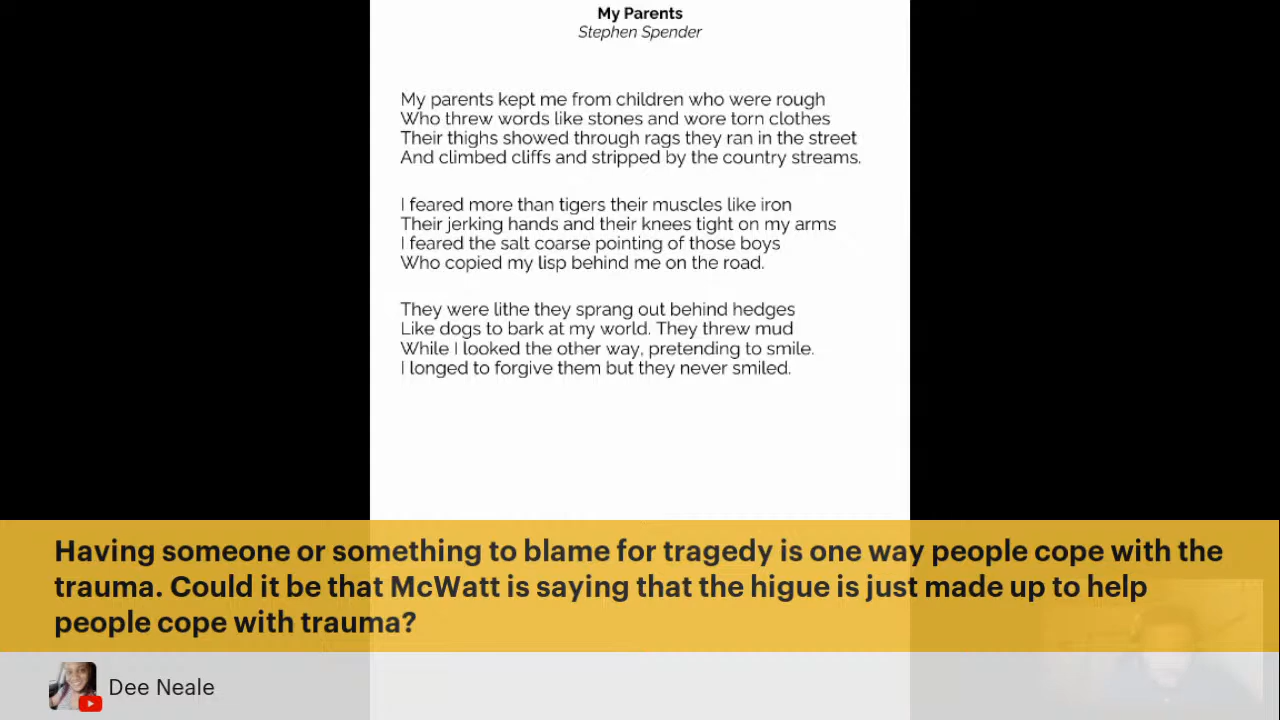 My Parents
Stephen Spender
My parents kept me from children who were rough
Who threw words like stones and wore torn clothes
Their thighs showed through rags they ran in the street
And climbed cliffs and stripped by the country streams.
I feared more than tigers their muscles like iron
Their jerking hands and their knees tight on my arms
I feared the salt coarse pointing of those boys
Who copied my lisp behind me on the road.
They were lithe they sprang out behind hedges
Like dogs to bark at my world. They threw mud
While I looked the other way, pretending to smile.
I longed to forgive them but they never smiled.
Having someone or something to blame for tragedy is one way people cope with the
trauma. Could it be that McWatt is saying that the higue is just made up to help
people cope with trauma?
Dee Neale